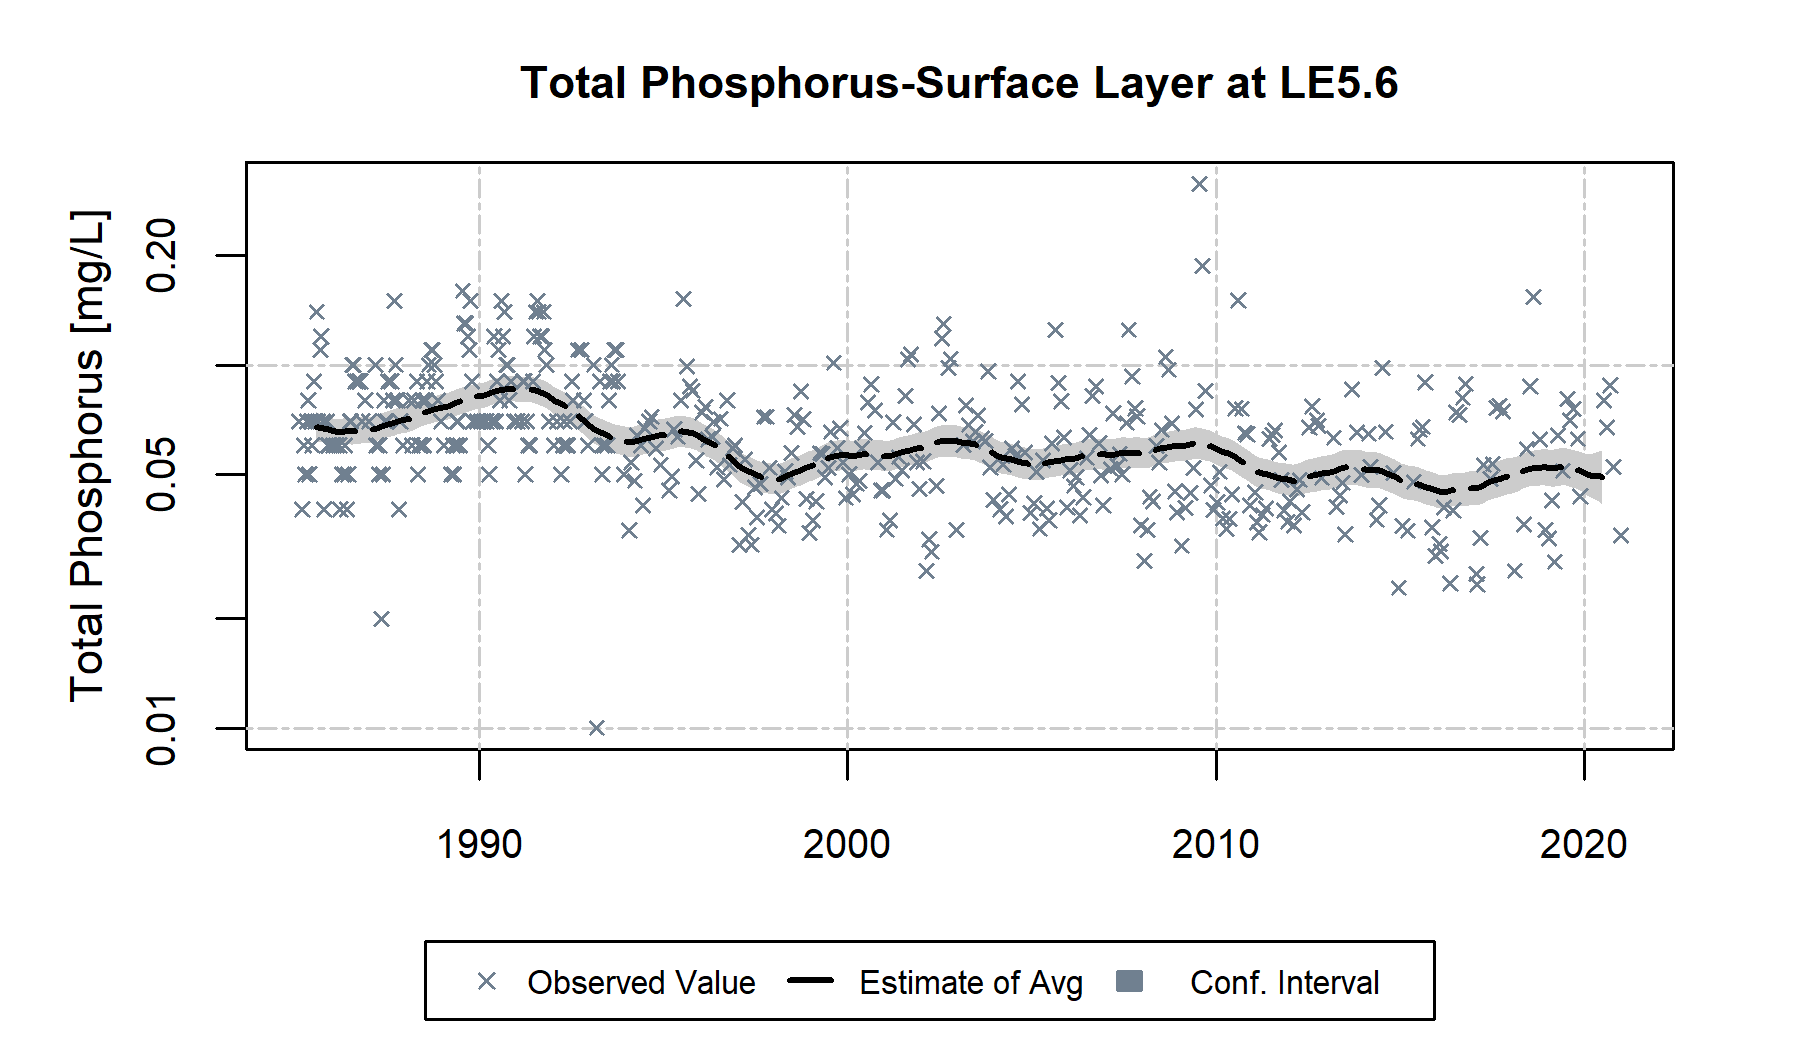 Total Phosphorus-Surface Layer at LE5.6
Total Phosphorus [mg/L]
0.20
0.05
0.01
1990 2000 2010 2020
Observed Value Estimate of Avg Conf. Interval